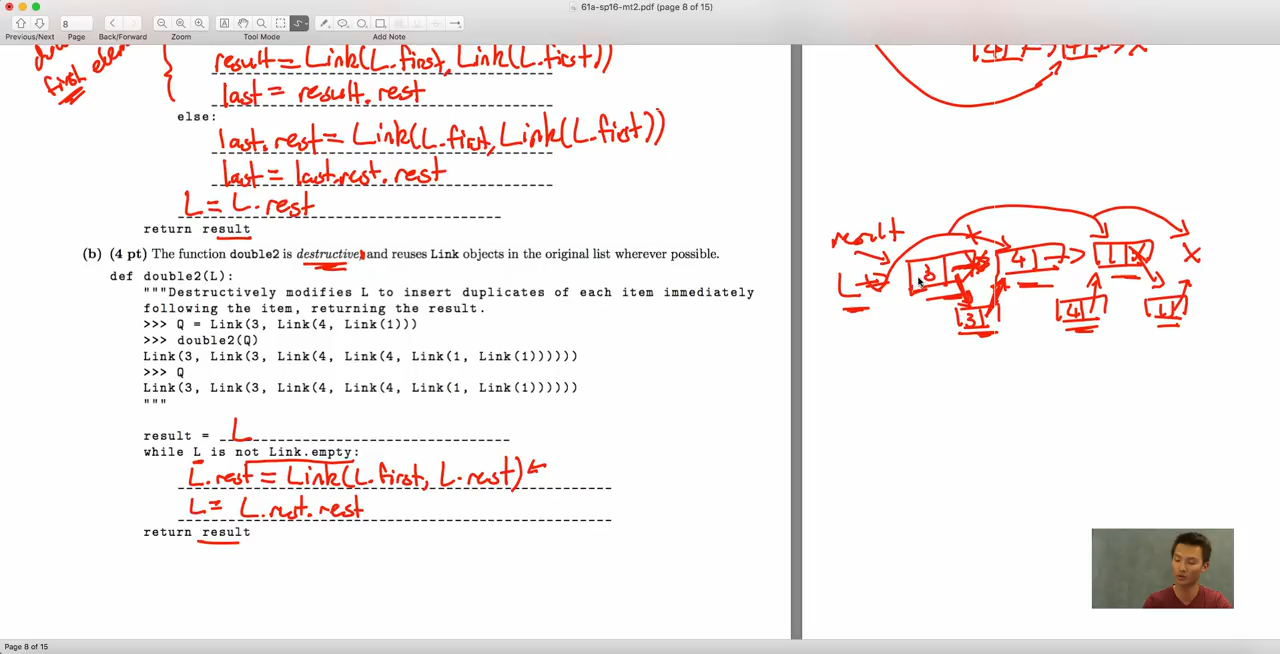 61a-sp16-mt2.pdf (page 8 of 15)
8
Previous/Next Page Back/Forward Zoom Tool Mode Add Note
first
result = Link(L.first, Link(L.first))
last = result.rest
else:
last.rest = Link(L.first, Link(L.first))
last = last.rest.rest
L = L.rest
return result
(b) (4 pt) The function double2 is destructive and reuses Link objects in the original list wherever possible.
def double2(L):
"""Destructively modifies L to insert duplicates of each item immediately
following the item, returning the result.
>>> Q = Link(3, Link(4, Link(1)))
>>> double2(Q)
Link(3, Link(3, Link(4, Link(4, Link(1, Link(1))))))
>>> Q
Link(3, Link(3, Link(4, Link(4, Link(1, Link(1))))))
"""
result = L
while L is not Link.empty:
L.rest = Link(L.first, L.rest)
L = L.rest.rest
return result
4 4 X
result
L 3 4 1 X
3 4 1
Page 8 of 15